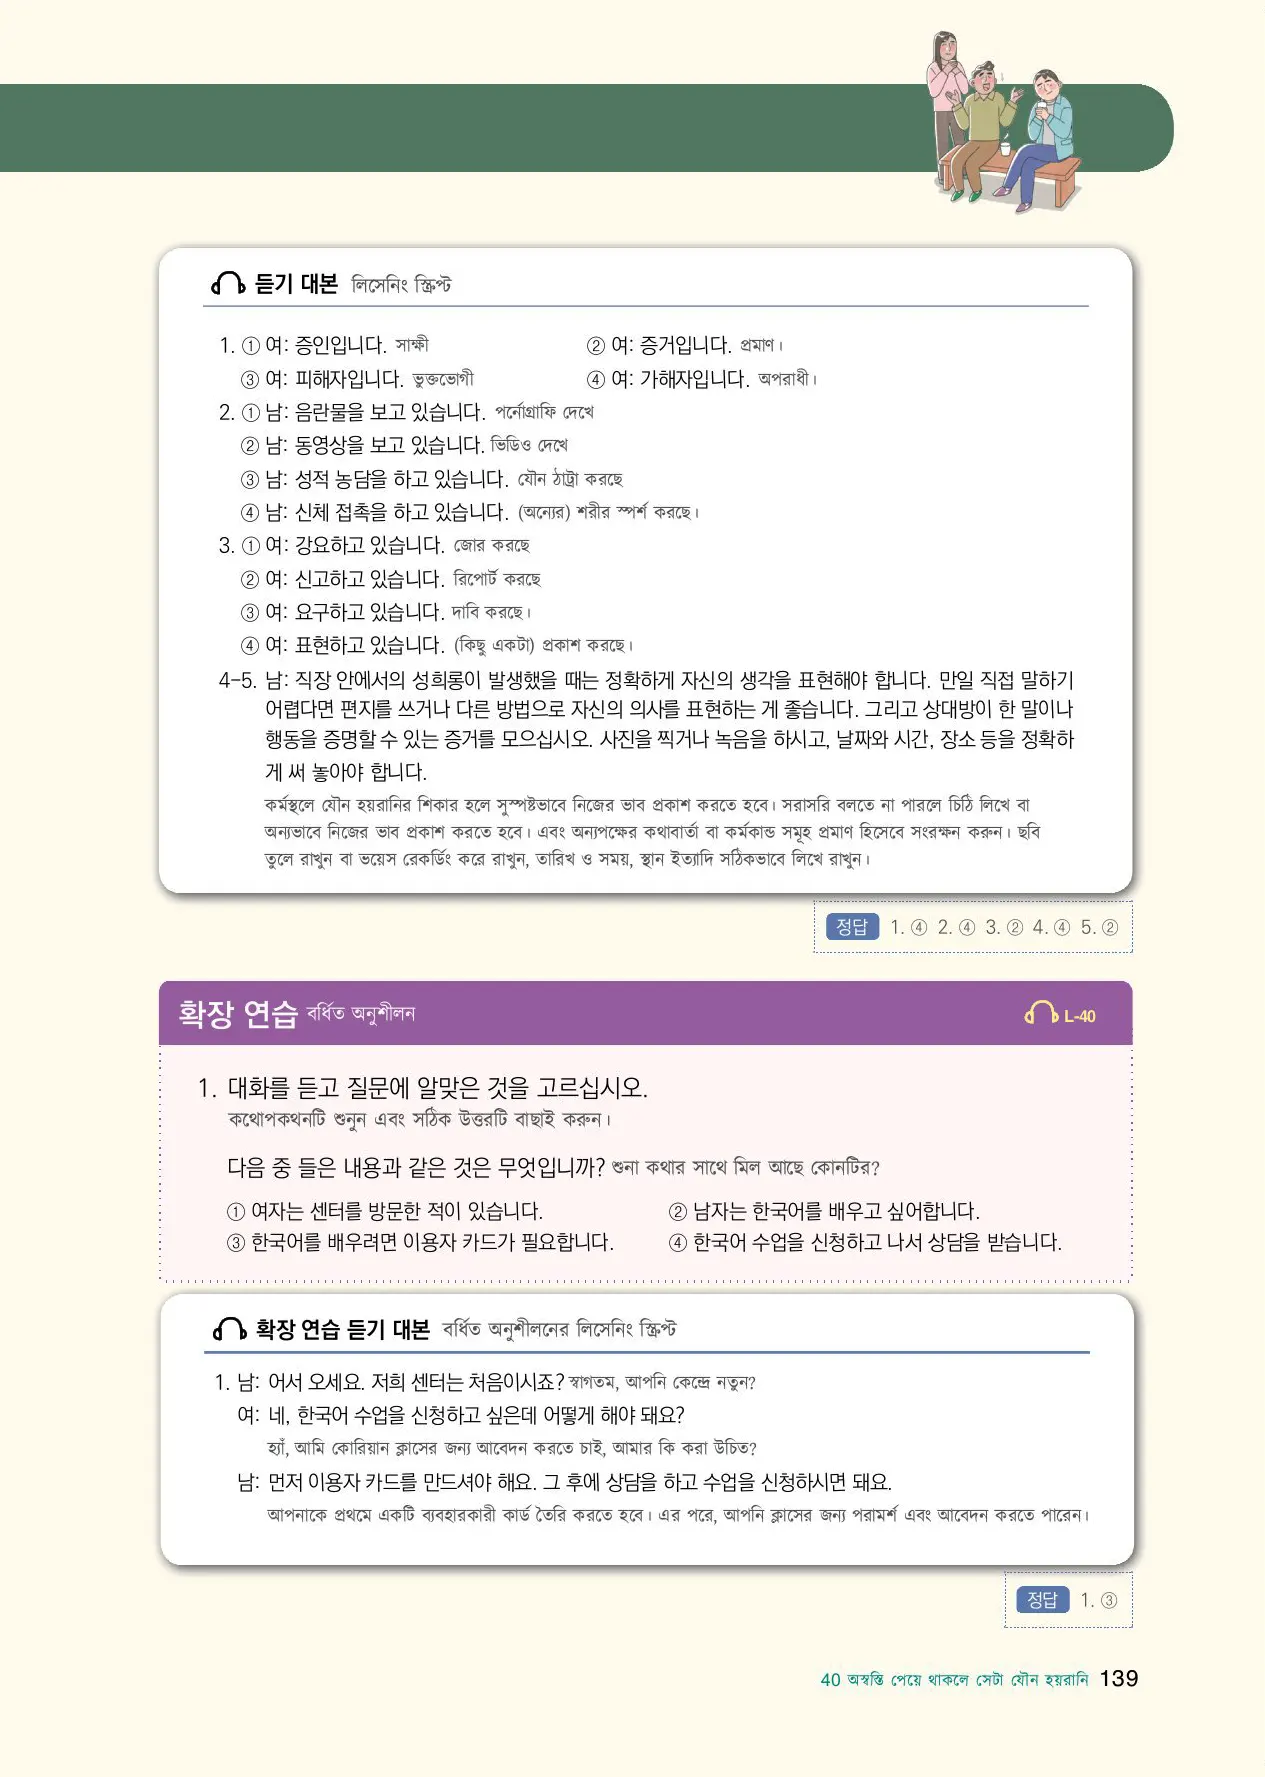 듣기 대본 লিসেনিং স্ক্রিপ্ট
1. ① 여: 증인입니다. সাক্ষী ② 여: 증거입니다. প্রমাণ।
③ 여: 피해자입니다. ভুক্তভোগী ④ 여: 가해자입니다. অপরাধী।
2. ① 남: 음란물을 보고 있습니다. পর্নোগ্রাফি দেখে
② 남: 동영상을 보고 있습니다. ভিডিও দেখে
③ 남: 성적 농담을 하고 있습니다. যৌন ঠাট্টা করছে
④ 남: 신체 접촉을 하고 있습니다. (অন্যের) শরীর স্পর্শ করছে।
3. ① 여: 강요하고 있습니다. জোর করছে
② 여: 신고하고 있습니다. রিপোর্ট করছে
③ 여: 요구하고 있습니다. দাবি করছে।
④ 여: 표현하고 있습니다. (কিছু একটা) প্রকাশ করছে।
4-5. 남: 직장 안에서의 성희롱이 발생했을 때는 정확하게 자신의 생각을 표현해야 합니다. 만일 직접 말하기
어렵다면 편지를 쓰거나 다른 방법으로 자신의 의사를 표현하는 게 좋습니다. 그리고 상대방이 한 말이나
행동을 증명할 수 있는 증거를 모으십시오. 사진을 찍거나 녹음을 하시고, 날짜와 시간, 장소 등을 정확하
게 써 놓아야 합니다.
কর্মস্থলে যৌন হয়রানির শিকার হলে সুস্পষ্টভাবে নিজের ভাব প্রকাশ করতে হবে। সরাসরি বলতে না পারলে চিঠি লিখে বা
অন্যভাবে নিজের ভাব প্রকাশ করতে হবে। এবং অন্যপক্ষের কথাবার্তা বা কর্মকান্ড সমূহ প্রমাণ হিসেবে সংরক্ষন করুন। ছবি
তুলে রাখুন বা ভয়েস রেকর্ডিং করে রাখুন, তারিখ ও সময়, স্থান ইত্যাদি সঠিকভাবে লিখে রাখুন।
정답 1. ④ 2. ④ 3. ② 4. ④ 5. ②
확장 연습 বর্ধিত অনুশীলন L-40
1. 대화를 듣고 질문에 알맞은 것을 고르십시오.
কথোপকথনটি শুনুন এবং সঠিক উত্তরটি বাছাই করুন।
다음 중 들은 내용과 같은 것은 무엇입니까? শুনা কথার সাথে মিল আছে কোনটির?
① 여자는 센터를 방문한 적이 있습니다. ② 남자는 한국어를 배우고 싶어합니다.
③ 한국어를 배우려면 이용자 카드가 필요합니다. ④ 한국어 수업을 신청하고 나서 상담을 받습니다.
확장 연습 듣기 대본 বর্ধিত অনুশীলনের লিসেনিং স্ক্রিপ্ট
1. 남: 어서 오세요. 저희 센터는 처음이시죠? স্বাগতম, আপনি কেন্দ্রে নতুন?
여: 네, 한국어 수업을 신청하고 싶은데 어떻게 해야 돼요?
হ্যাঁ, আমি কোরিয়ান ক্লাসের জন্য আবেদন করতে চাই, আমার কি করা উচিত?
남: 먼저 이용자 카드를 만드셔야 해요. 그 후에 상담을 하고 수업을 신청하시면 돼요.
আপনাকে প্রথমে একটি ব্যবহারকারী কার্ড তৈরি করতে হবে। এর পরে, আপনি ক্লাসের জন্য পরামর্শ এবং আবেদন করতে পারেন।
정답 1. ③
40 অস্বস্তি পেয়ে থাকলে সেটা যৌন হয়রানি 139